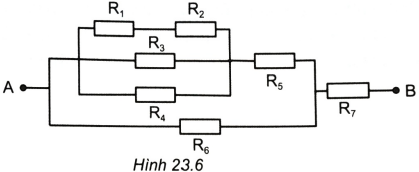 R₁ R₂
R₃
A R₄ R₅ R₇ B
R₆
Hình 23.6